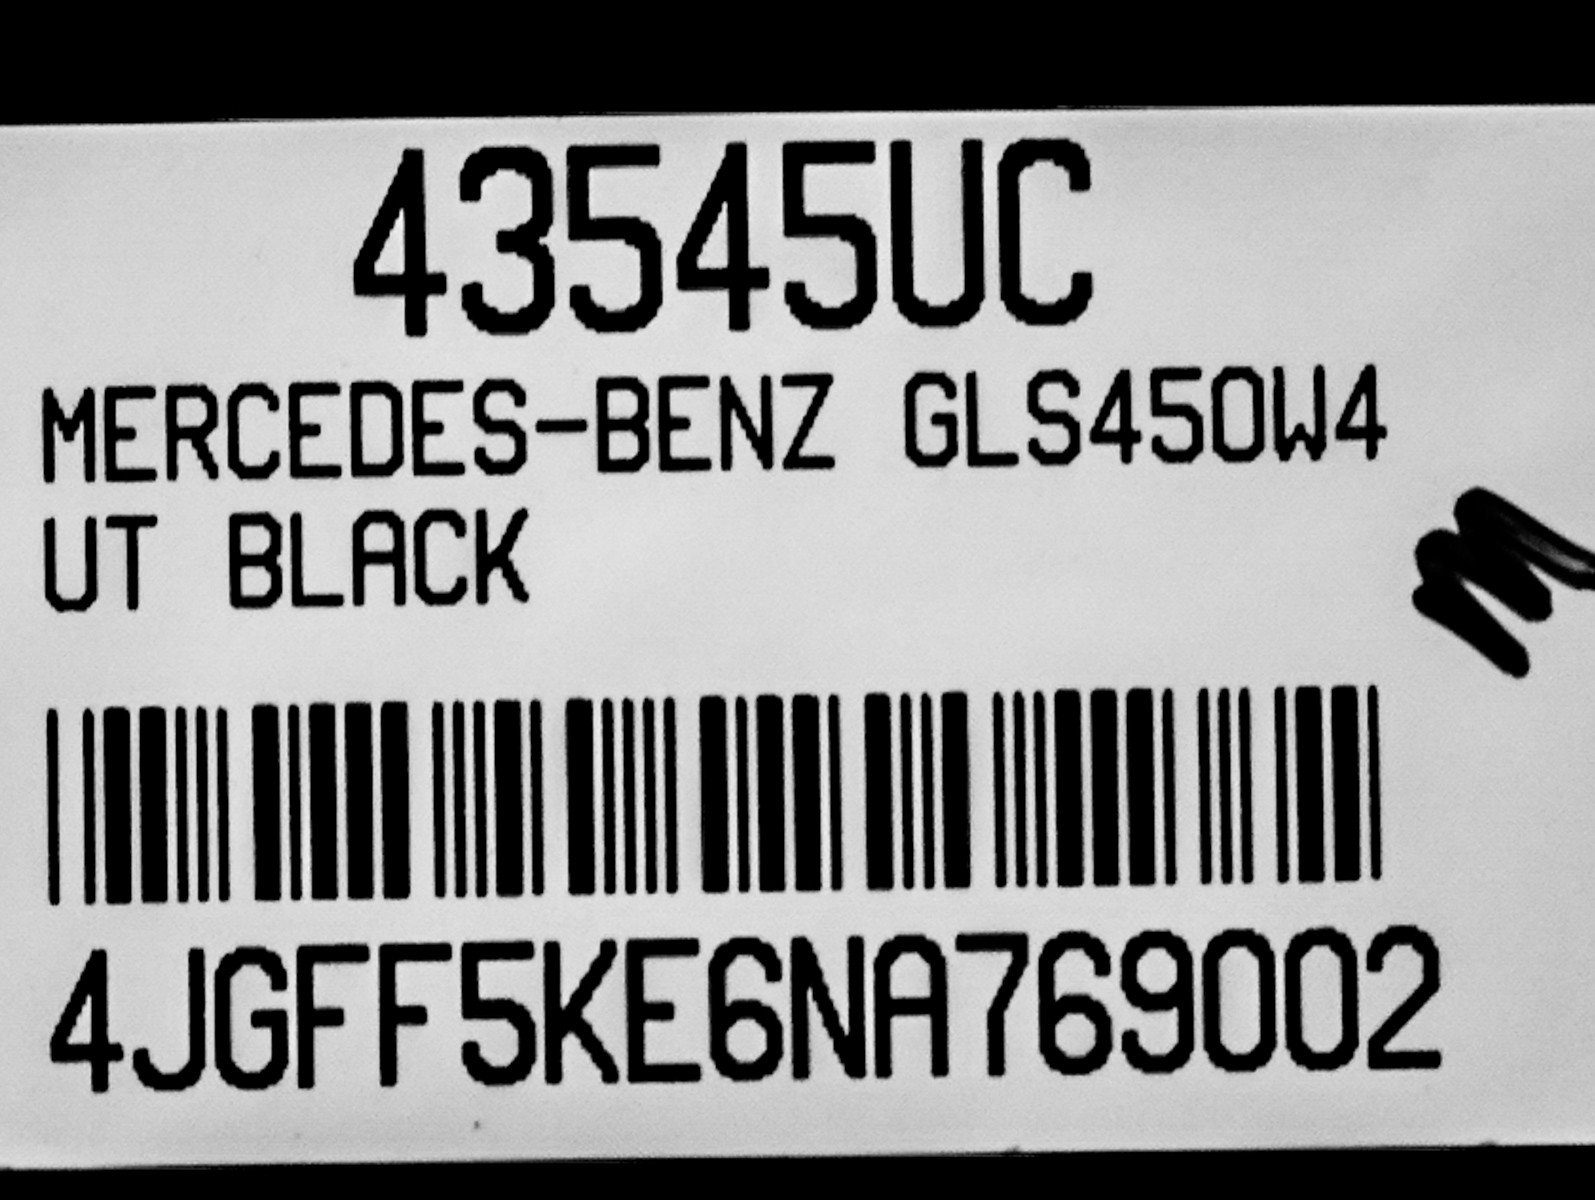 43545UC
MERCEDES-BENZ GLS450W4
UT BLACK
4JGFF5KE6NA769002